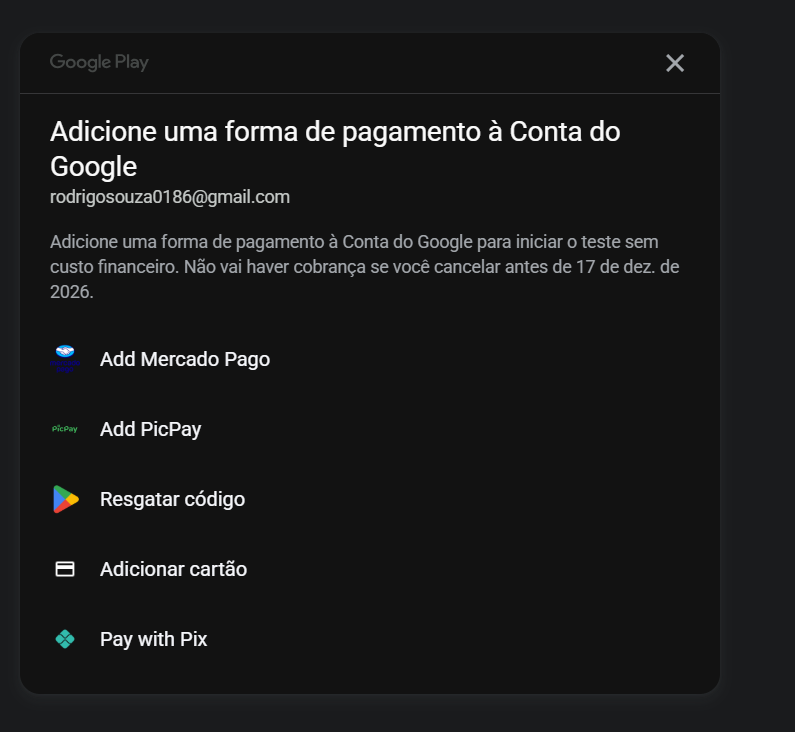 Google Play
Adicione uma forma de pagamento à Conta do
Google
rodrigosouza0186@gmail.com
Adicione uma forma de pagamento à Conta do Google para iniciar o teste sem
custo financeiro. Não vai haver cobrança se você cancelar antes de 17 de dez. de
2026.
Add Mercado Pago
PicPay
Add PicPay
Resgatar código
Adicionar cartão
Pay with Pix